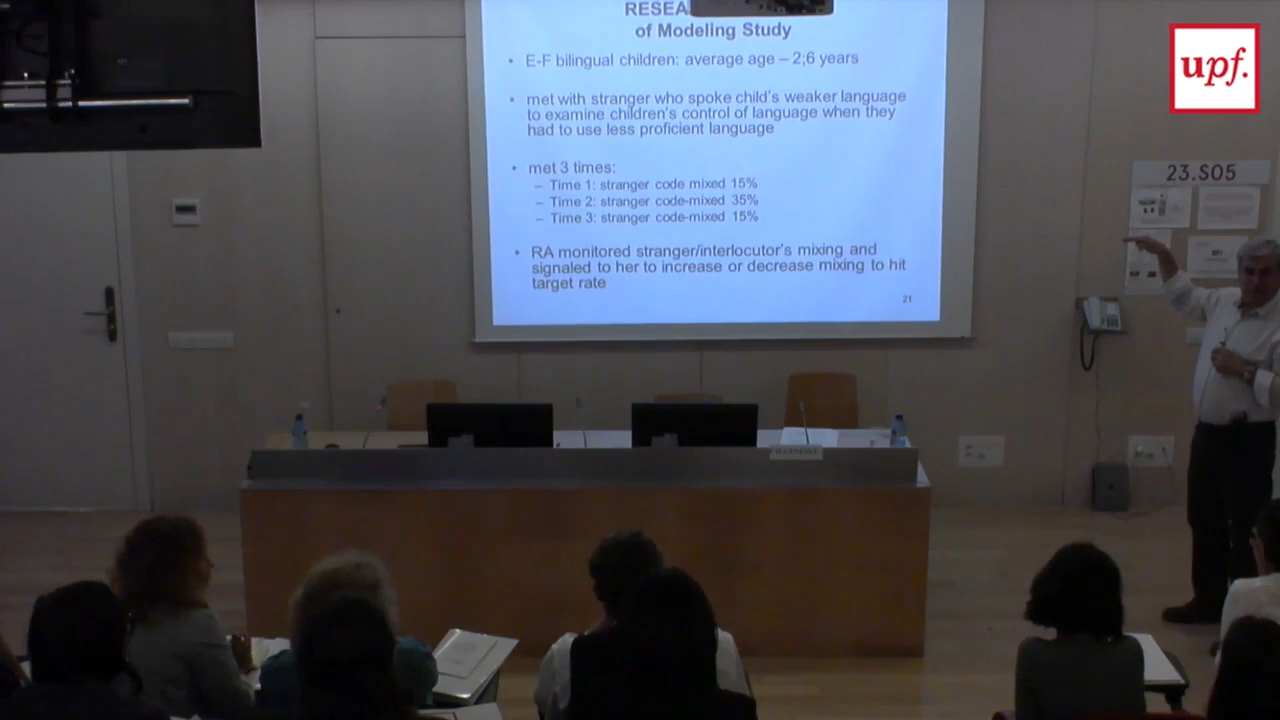 RESEA
of Modeling Study
• E-F bilingual children: average age – 2;6 years
• met with stranger who spoke child's weaker language
to examine children's control of language when they
had to use less proficient language
• met 3 times:
– Time 1: stranger code mixed 15%
– Time 2: stranger code-mixed 35%
– Time 3: stranger code-mixed 15%
• RA monitored stranger/interlocutor's mixing and
signaled to her to increase or decrease mixing to hit
target rate
21
upf.
23.S05